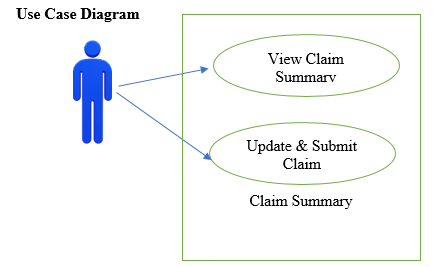 Use Case Diagram
View Claim
Summary
Update & Submit
Claim
Claim Summary